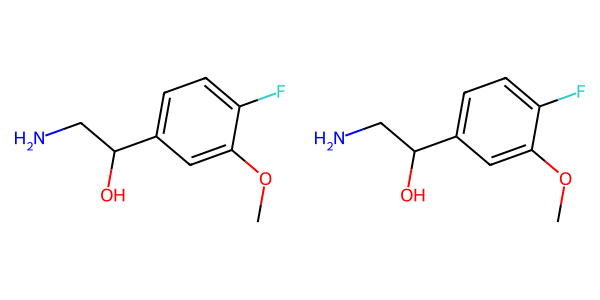 F F
H₂N H₂N
O O
OH OH